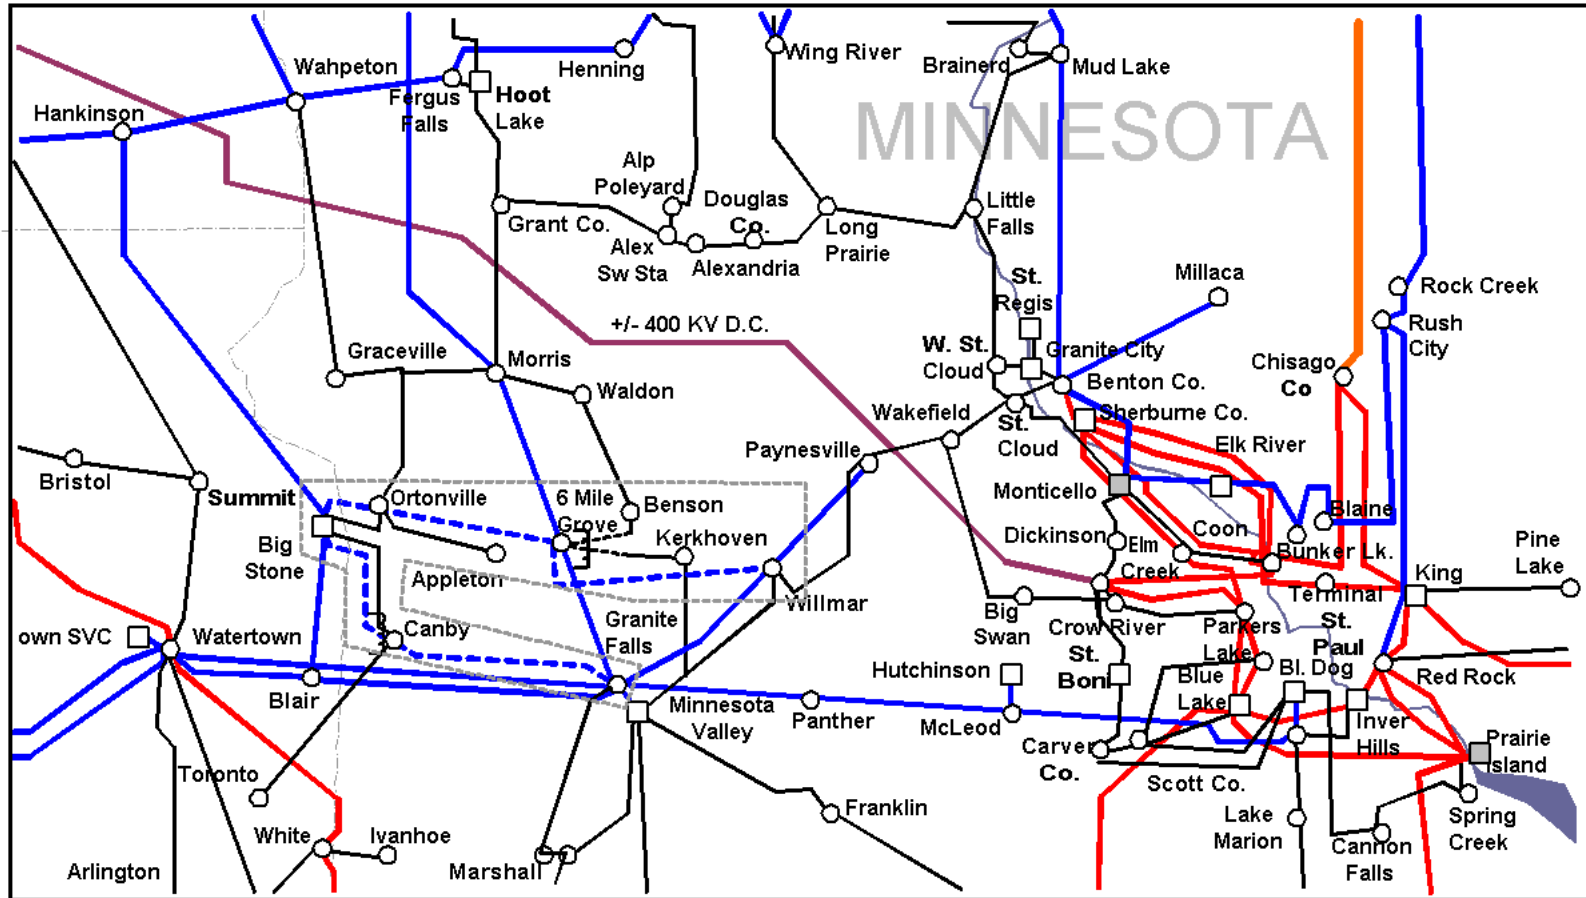 Wing River
Wahpeton
Henning
Brainerd
Mud Lake
Fergus
Falls
Hoot
Lake
Hankinson
MINNESOTA
Alp
Poleyard
Douglas
Co.
Grant Co.
Alex
Sw Sta
Alexandria
Long
Prairie
Little
Falls
St.
Regis
Millaca
Rock Creek
+/- 400 KV D.C.
Rush
City
Graceville
Morris
W. St.
Cloud
Granite City
Chisago
Co
Waldon
Benton Co.
Wakefield
St.
Cloud
Sherburne Co.
Elk River
Paynesville
Bristol
Summit
Ortonville
6 Mile
Grove
Benson
Monticello
Blaine
Dickinson
Coon
Kerkhoven
Elm
Creek
Bunker Lk.
Pine
Lake
Big
Stone
Appleton
King
Willmar
Terminal
Big
Swan
Crow River
Parkers
Lake
St.
Paul
own SVC
Watertown
Canby
Granite
Falls
Hutchinson
St.
Boni
Blue
Lake
Bl. Dog
Red Rock
Blair
Minnesota
Valley
Panther
McLeod
Inver
Hills
Carver
Co.
Prairie
Island
Toronto
Scott Co.
Franklin
Lake
Marion
Spring
Creek
White
Ivanhoe
Cannon
Falls
Arlington
Marshall